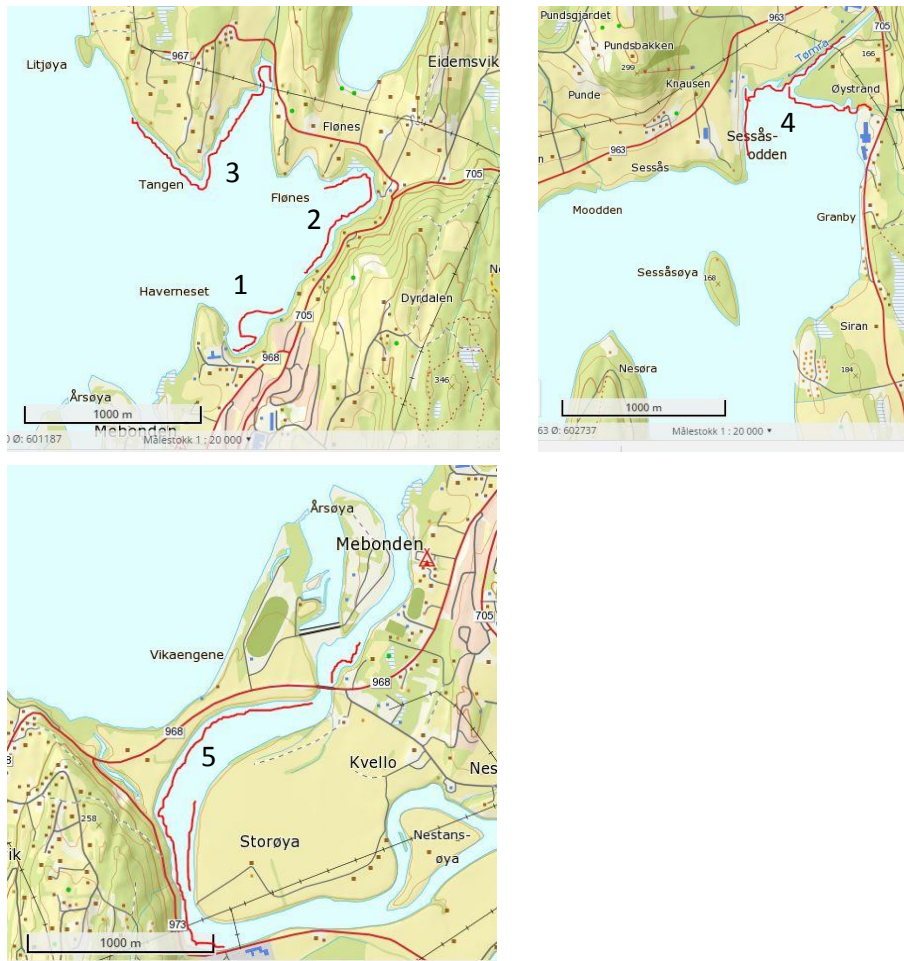 Litjøya
967
Eidemsvik
Flønes
3
Tangen
Flønes
705
2
Haverneset
1
705
Dyrdalen
968
346
Årsøya
1000 m
Mebonden
Ø: 601187
Målestokk 1 : 20 000
Pundsgjärdet
963
705
Pundsbakken
Tømra
299
166
Knausen
Punde
Øystrand
4
963
Sessås-
odden
Sessås
Moodden
Granby
Sessåsøya
168
Siran
Nesøra
184
1000 m
63 Ø: 602737
Målestokk 1 : 20 000
Årsøya
Mebonden
705
Vikaengene
968
968
5
Kvello
Nes
258
ik
Storøya
Nestans-
øya
973
1000 m